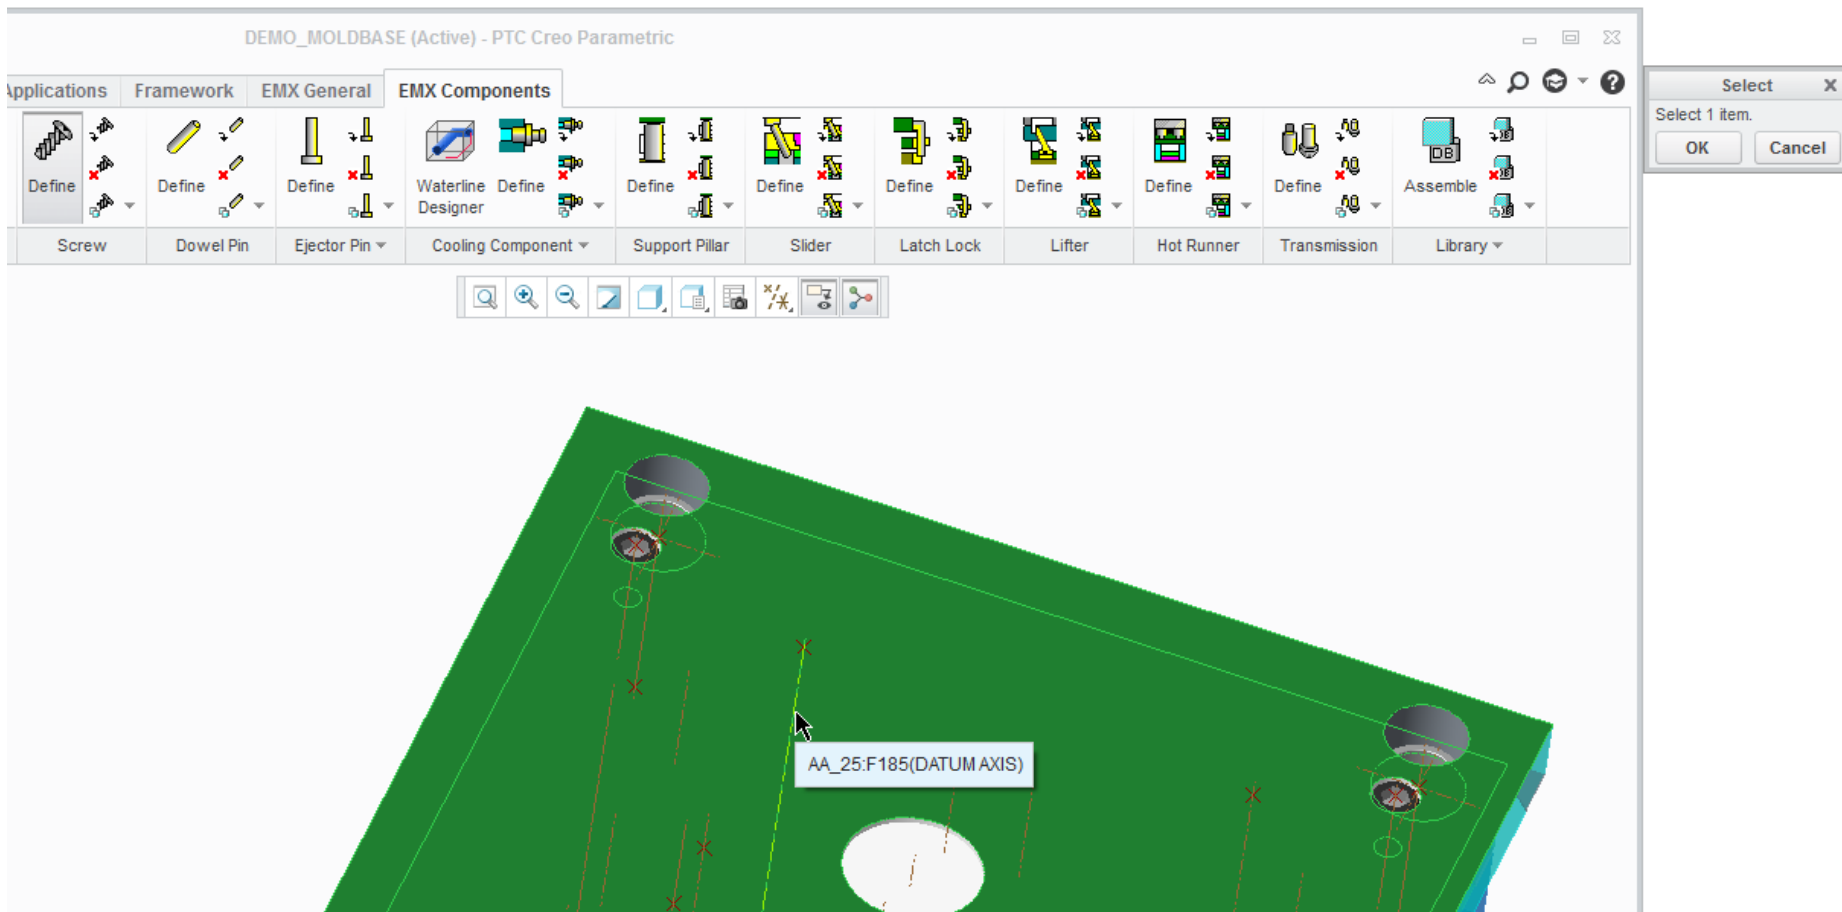 DEMO_MOLDBASE (Active) - PTC Creo Parametric
Applications Framework EMX General EMX Components
Select X
Select 1 item.
OK Cancel
Define Define Define Waterline Designer Define Define Define Define Define Define Define Assemble
DB
Screw Dowel Pin Ejector Pin Cooling Component Support Pillar Slider Latch Lock Lifter Hot Runner Transmission Library
AA_25:F185(DATUM AXIS)